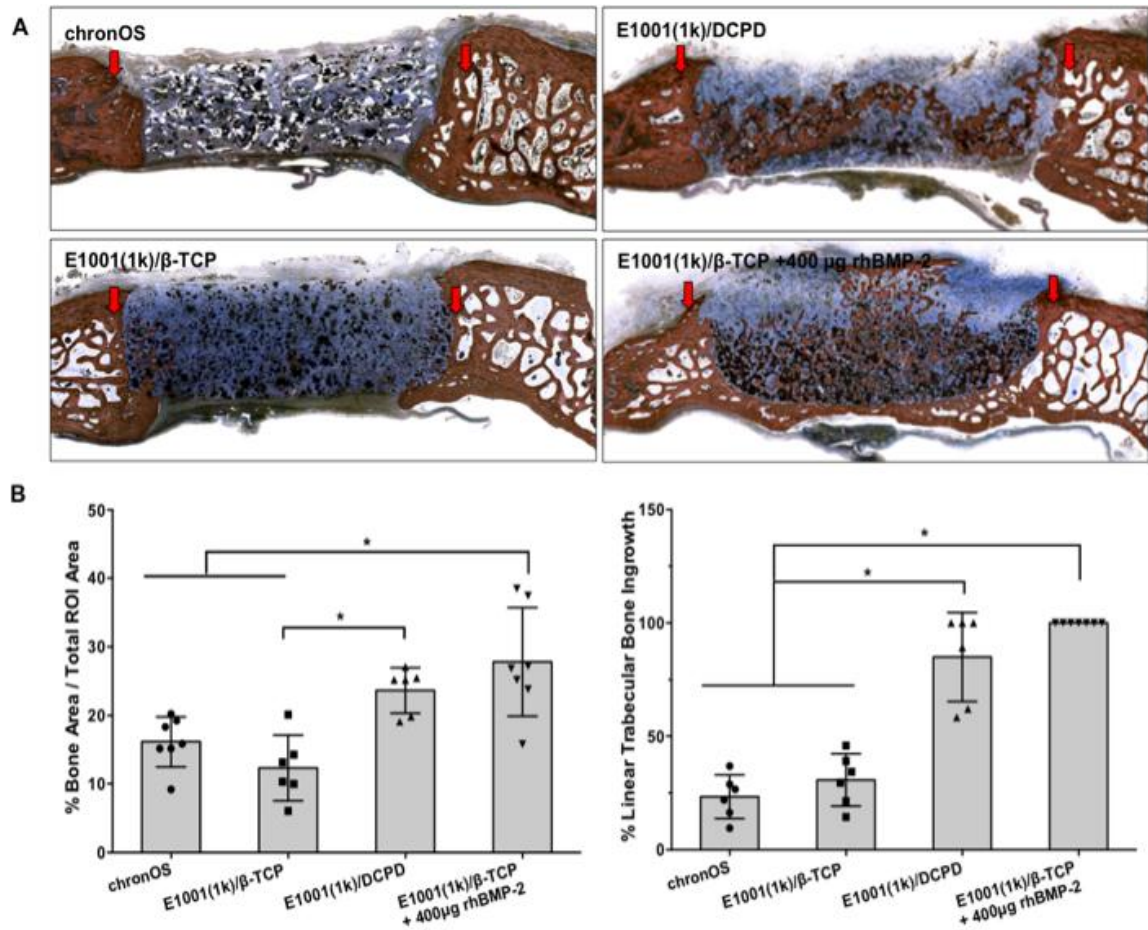 A
chronOS
E1001(1k)/DCPD
E1001(1k)/β-TCP
E1001(1k)/β-TCP +400 µg rhBMP-2
B
% Bone Area / Total ROI Area
50
40
30
20
10
0
*
*
chronOS
E1001(1k)/β-TCP
E1001(1k)/DCPD
E1001(1k)/β-TCP
+ 400µg rhBMP-2
% Linear Trabecular Bone Ingrowth
150
100
50
0
*
*
chronOS
E1001(1k)/β-TCP
E1001(1k)/DCPD
E1001(1k)/β-TCP
+ 400µg rhBMP-2